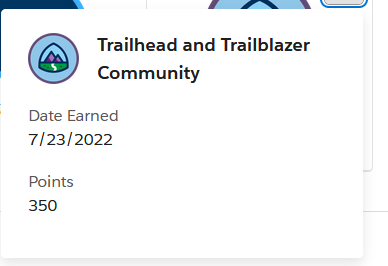 Trailhead and Trailblazer
Community
Date Earned
7/23/2022
Points
350